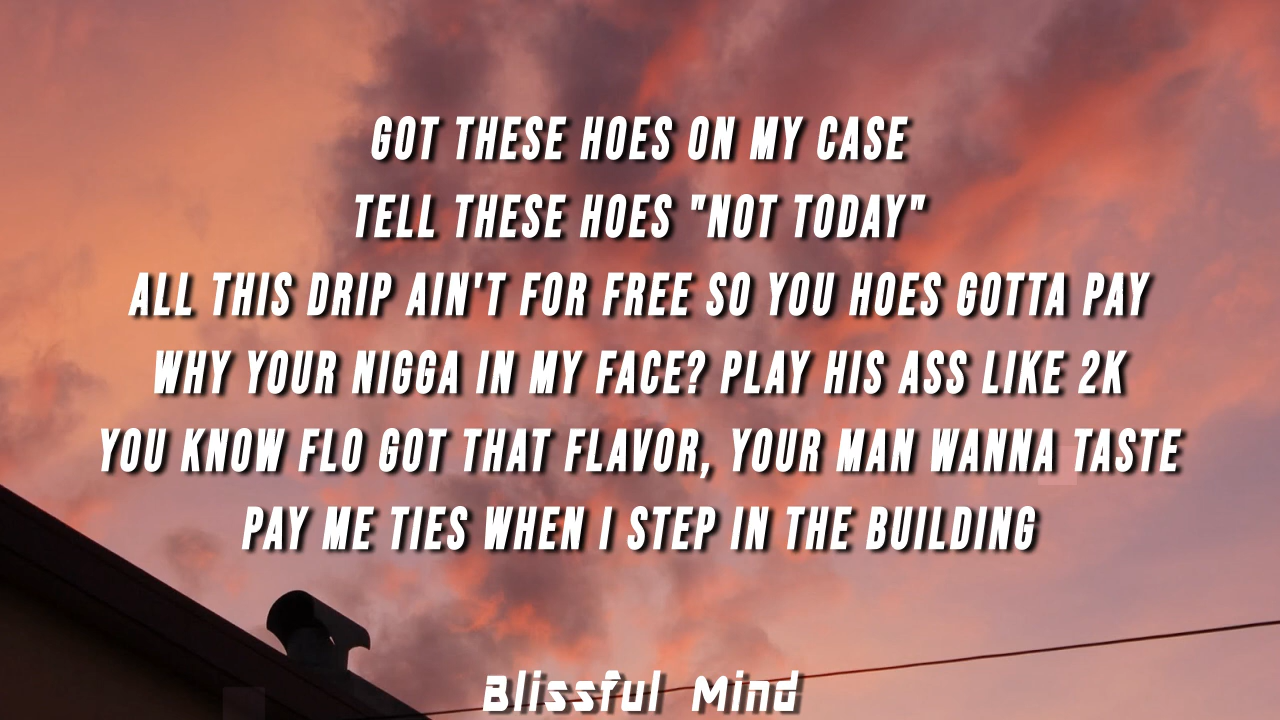 GOT THESE HOES ON MY CASE
TELL THESE HOES "NOT TODAY"
ALL THIS DRIP AIN'T FOR FREE SO YOU HOES GOTTA PAY
WHY YOUR NIGGA IN MY FACE? PLAY HIS ASS LIKE 2K
YOU KNOW FLO GOT THAT FLAVOR, YOUR MAN WANNA TASTE
PAY ME TIES WHEN I STEP IN THE BUILDING
Blissful Mind